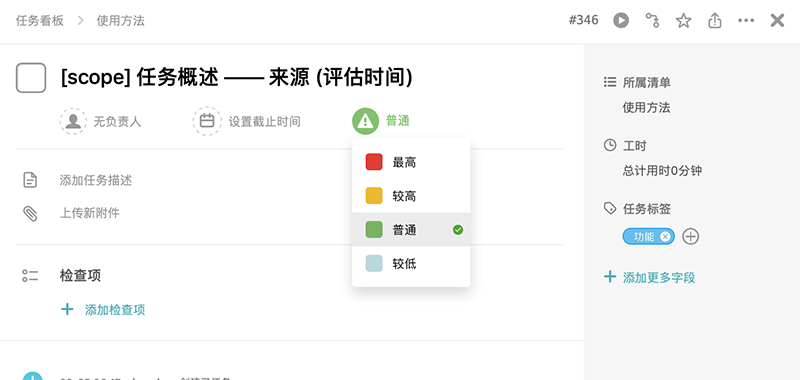 任务看板 使用方法 #346
[scope] 任务概述 —— 来源 (评估时间)
无负责人 设置截止时间 普通
最高
较高
普通
较低
添加任务描述
上传新附件
检查项
添加检查项
所属清单
使用方法
工时
总计用时0分钟
任务标签
功能
添加更多字段